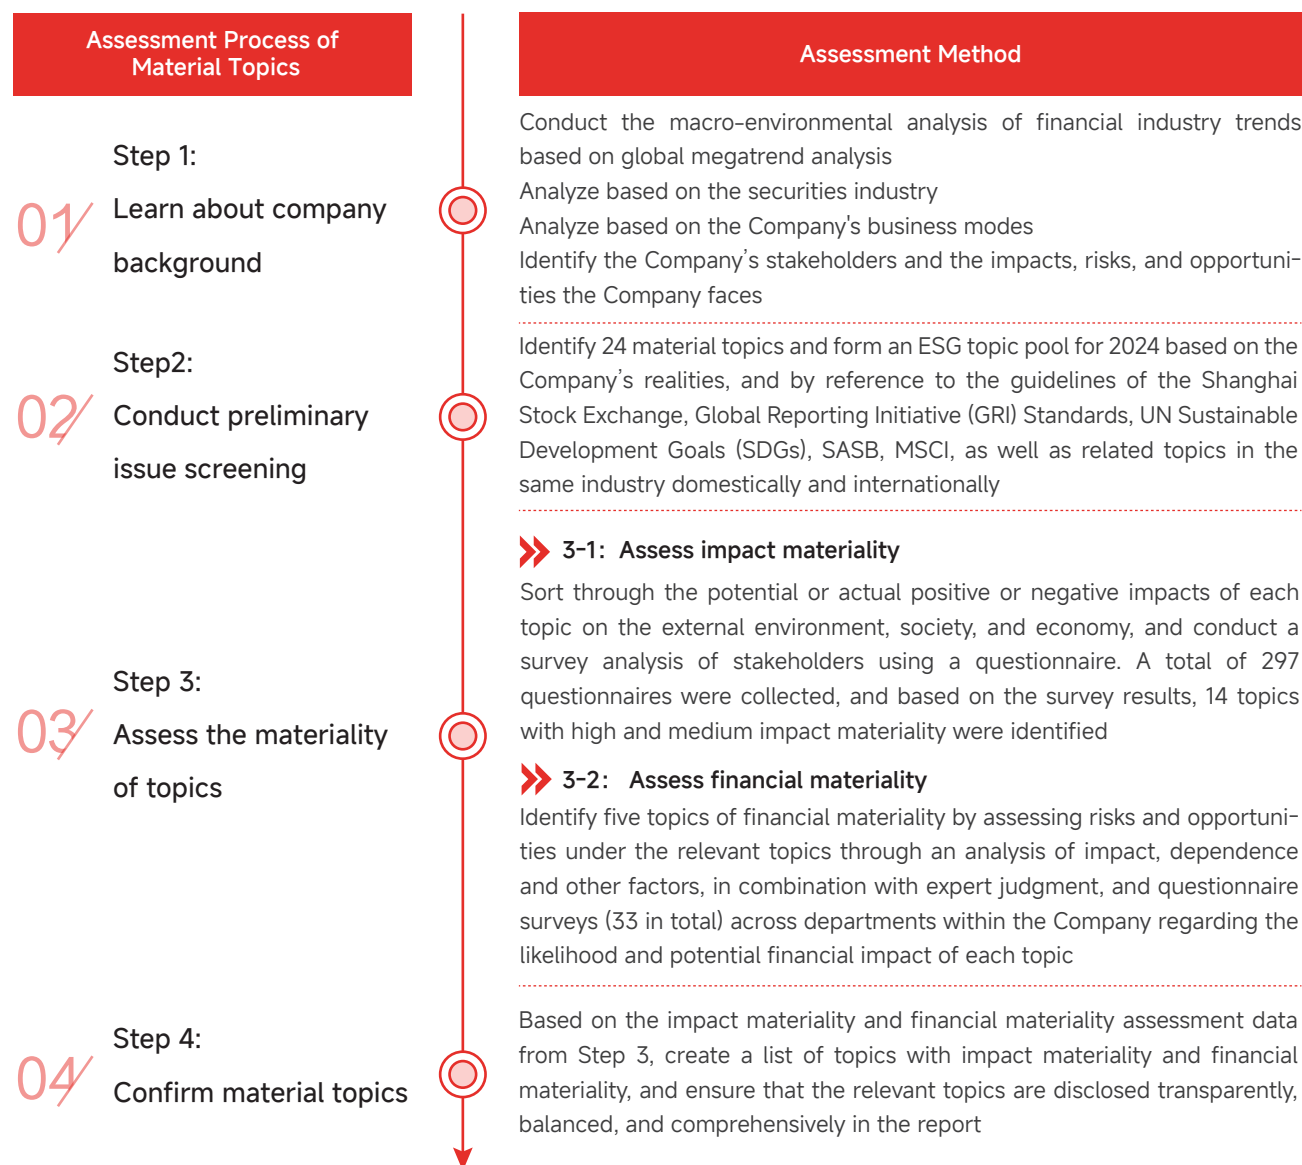 Assessment Process of
Material Topics
Assessment Method
01
Step 1:
Learn about company
background
Conduct the macro-environmental analysis of financial industry trends
based on global megatrend analysis
Analyze based on the securities industry
Analyze based on the Company's business modes
Identify the Company’s stakeholders and the impacts, risks, and opportuni-
ties the Company faces
02
Step2:
Conduct preliminary
issue screening
Identify 24 material topics and form an ESG topic pool for 2024 based on the
Company’s realities, and by reference to the guidelines of the Shanghai
Stock Exchange, Global Reporting Initiative (GRI) Standards, UN Sustainable
Development Goals (SDGs), SASB, MSCI, as well as related topics in the
same industry domestically and internationally
03
Step 3:
Assess the materiality
of topics
3-1: Assess impact materiality
Sort through the potential or actual positive or negative impacts of each
topic on the external environment, society, and economy, and conduct a
survey analysis of stakeholders using a questionnaire. A total of 297
questionnaires were collected, and based on the survey results, 14 topics
with high and medium impact materiality were identified
3-2: Assess financial materiality
Identify five topics of financial materiality by assessing risks and opportuni-
ties under the relevant topics through an analysis of impact, dependence
and other factors, in combination with expert judgment, and questionnaire
surveys (33 in total) across departments within the Company regarding the
likelihood and potential financial impact of each topic
04
Step 4:
Confirm material topics
Based on the impact materiality and financial materiality assessment data
from Step 3, create a list of topics with impact materiality and financial
materiality, and ensure that the relevant topics are disclosed transparently,
balanced, and comprehensively in the report